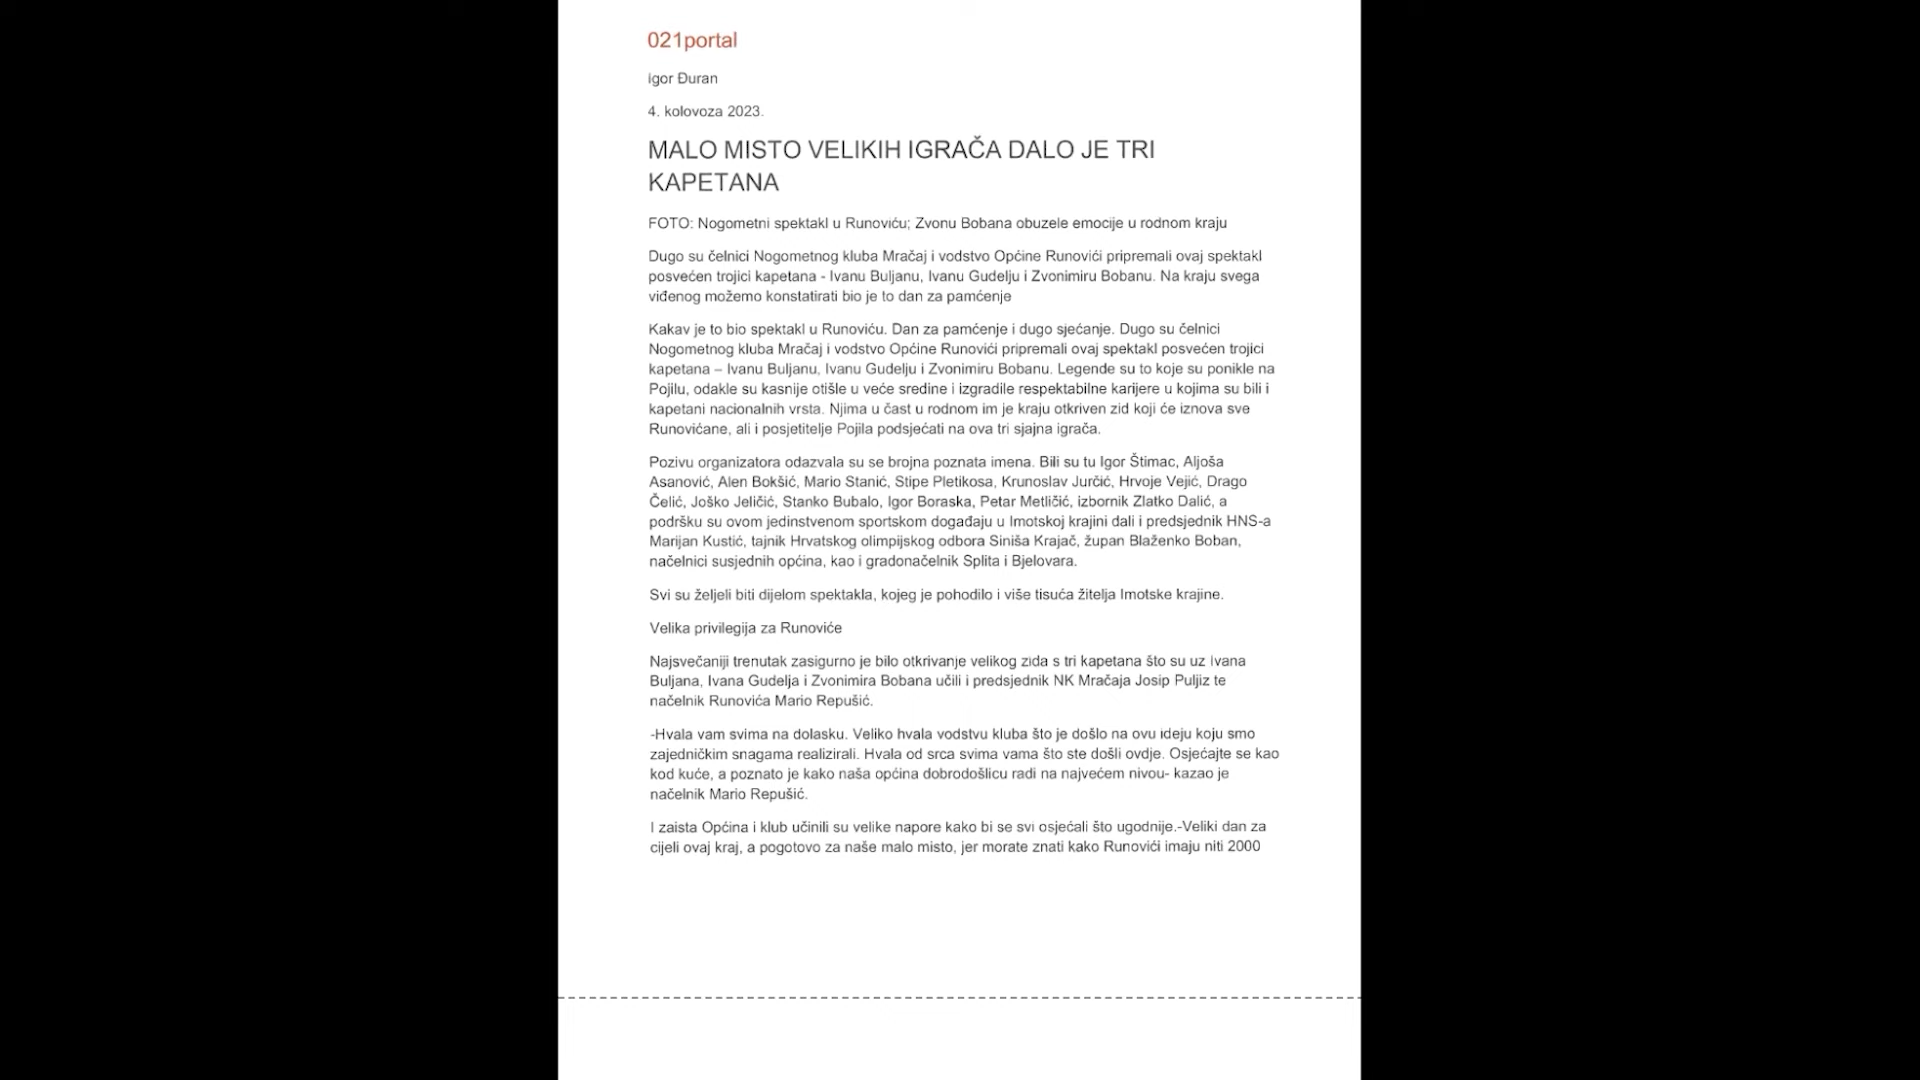 021portal
igor Đuran
4. kolovoza 2023.
MALO MISTO VELIKIH IGRAČA DALO JE TRI
KAPETANA
FOTO: Nogometni spektakl u Runoviću; Zvonu Bobana obuzele emocije u rodnom kraju
Dugo su čelnici Nogometnog kluba Mračaj i vodstvo Općine Runovići pripremali ovaj spektakl
posvećen trojici kapetana - Ivanu Buljanu, Ivanu Gudelju i Zvonimiru Bobanu. Na kraju svega
viđenog možemo konstatirati bio je to dan za pamćenje
Kakav je to bio spektakl u Runoviću. Dan za pamćenje i dugo sjećanje. Dugo su čelnici
Nogometnog kluba Mračaj i vodstvo Općine Runovići pripremali ovaj spektakl posvećen trojici
kapetana – Ivanu Buljanu, Ivanu Gudelju i Zvonimiru Bobanu. Legende su to koje su ponikle na
Pojilu, odakle su kasnije otišle u veće sredine i izgradile respektabilne karijere u kojima su bili i
kapetani nacionalnih vrsta. Njima u čast u rodnom im je kraju otkriven zid koji će iznova sve
Runovićane, ali i posjetitelje Pojila podsjećati na ova tri sjajna igrača.
Pozivu organizatora odazvala su se brojna poznata imena. Bili su tu Igor Štimac, Aljoša
Asanović, Alen Bokšić, Mario Stanić, Stipe Pletikosa, Krunoslav Jurčić, Hrvoje Vejić, Drago
Čelić, Joško Jeličić, Stanko Bubalo, Igor Boraska, Petar Metličić, izbornik Zlatko Dalić, a
podršku su ovom jedinstvenom sportskom događaju u Imotskoj krajini dali i predsjednik HNS-a
Marijan Kustić, tajnik Hrvatskog olimpijskog odbora Siniša Krajač, župan Blaženko Boban,
načelnici susjednih općina, kao i gradonačelnik Splita i Bjelovara.
Svi su željeli biti dijelom spektakla, kojeg je pohodilo i više tisuća žitelja Imotske krajine.
Velika privilegija za Runoviće
Najsvečaniji trenutak zasigurno je bilo otkrivanje velikog zida s tri kapetana što su uz Ivana
Buljana, Ivana Gudelja i Zvonimira Bobana učili i predsjednik NK Mračaja Josip Puljiz te
načelnik Runovića Mario Repušić.
-Hvala vam svima na dolasku. Veliko hvala vodstvu kluba što je došlo na ovu ideju koju smo
zajedničkim snagama realizirali. Hvala od srca svima vama što ste došli ovdje. Osjećajte se kao
kod kuće, a poznato je kako naša općina dobrodošlicu radi na najvećem nivou- kazao je
načelnik Mario Repušić.
I zaista Općina i klub učinili su velike napore kako bi se svi osjećali što ugodnije.-Veliki dan za
cijeli ovaj kraj, a pogotovo za naše malo misto, jer morate znati kako Runovići imaju niti 2000